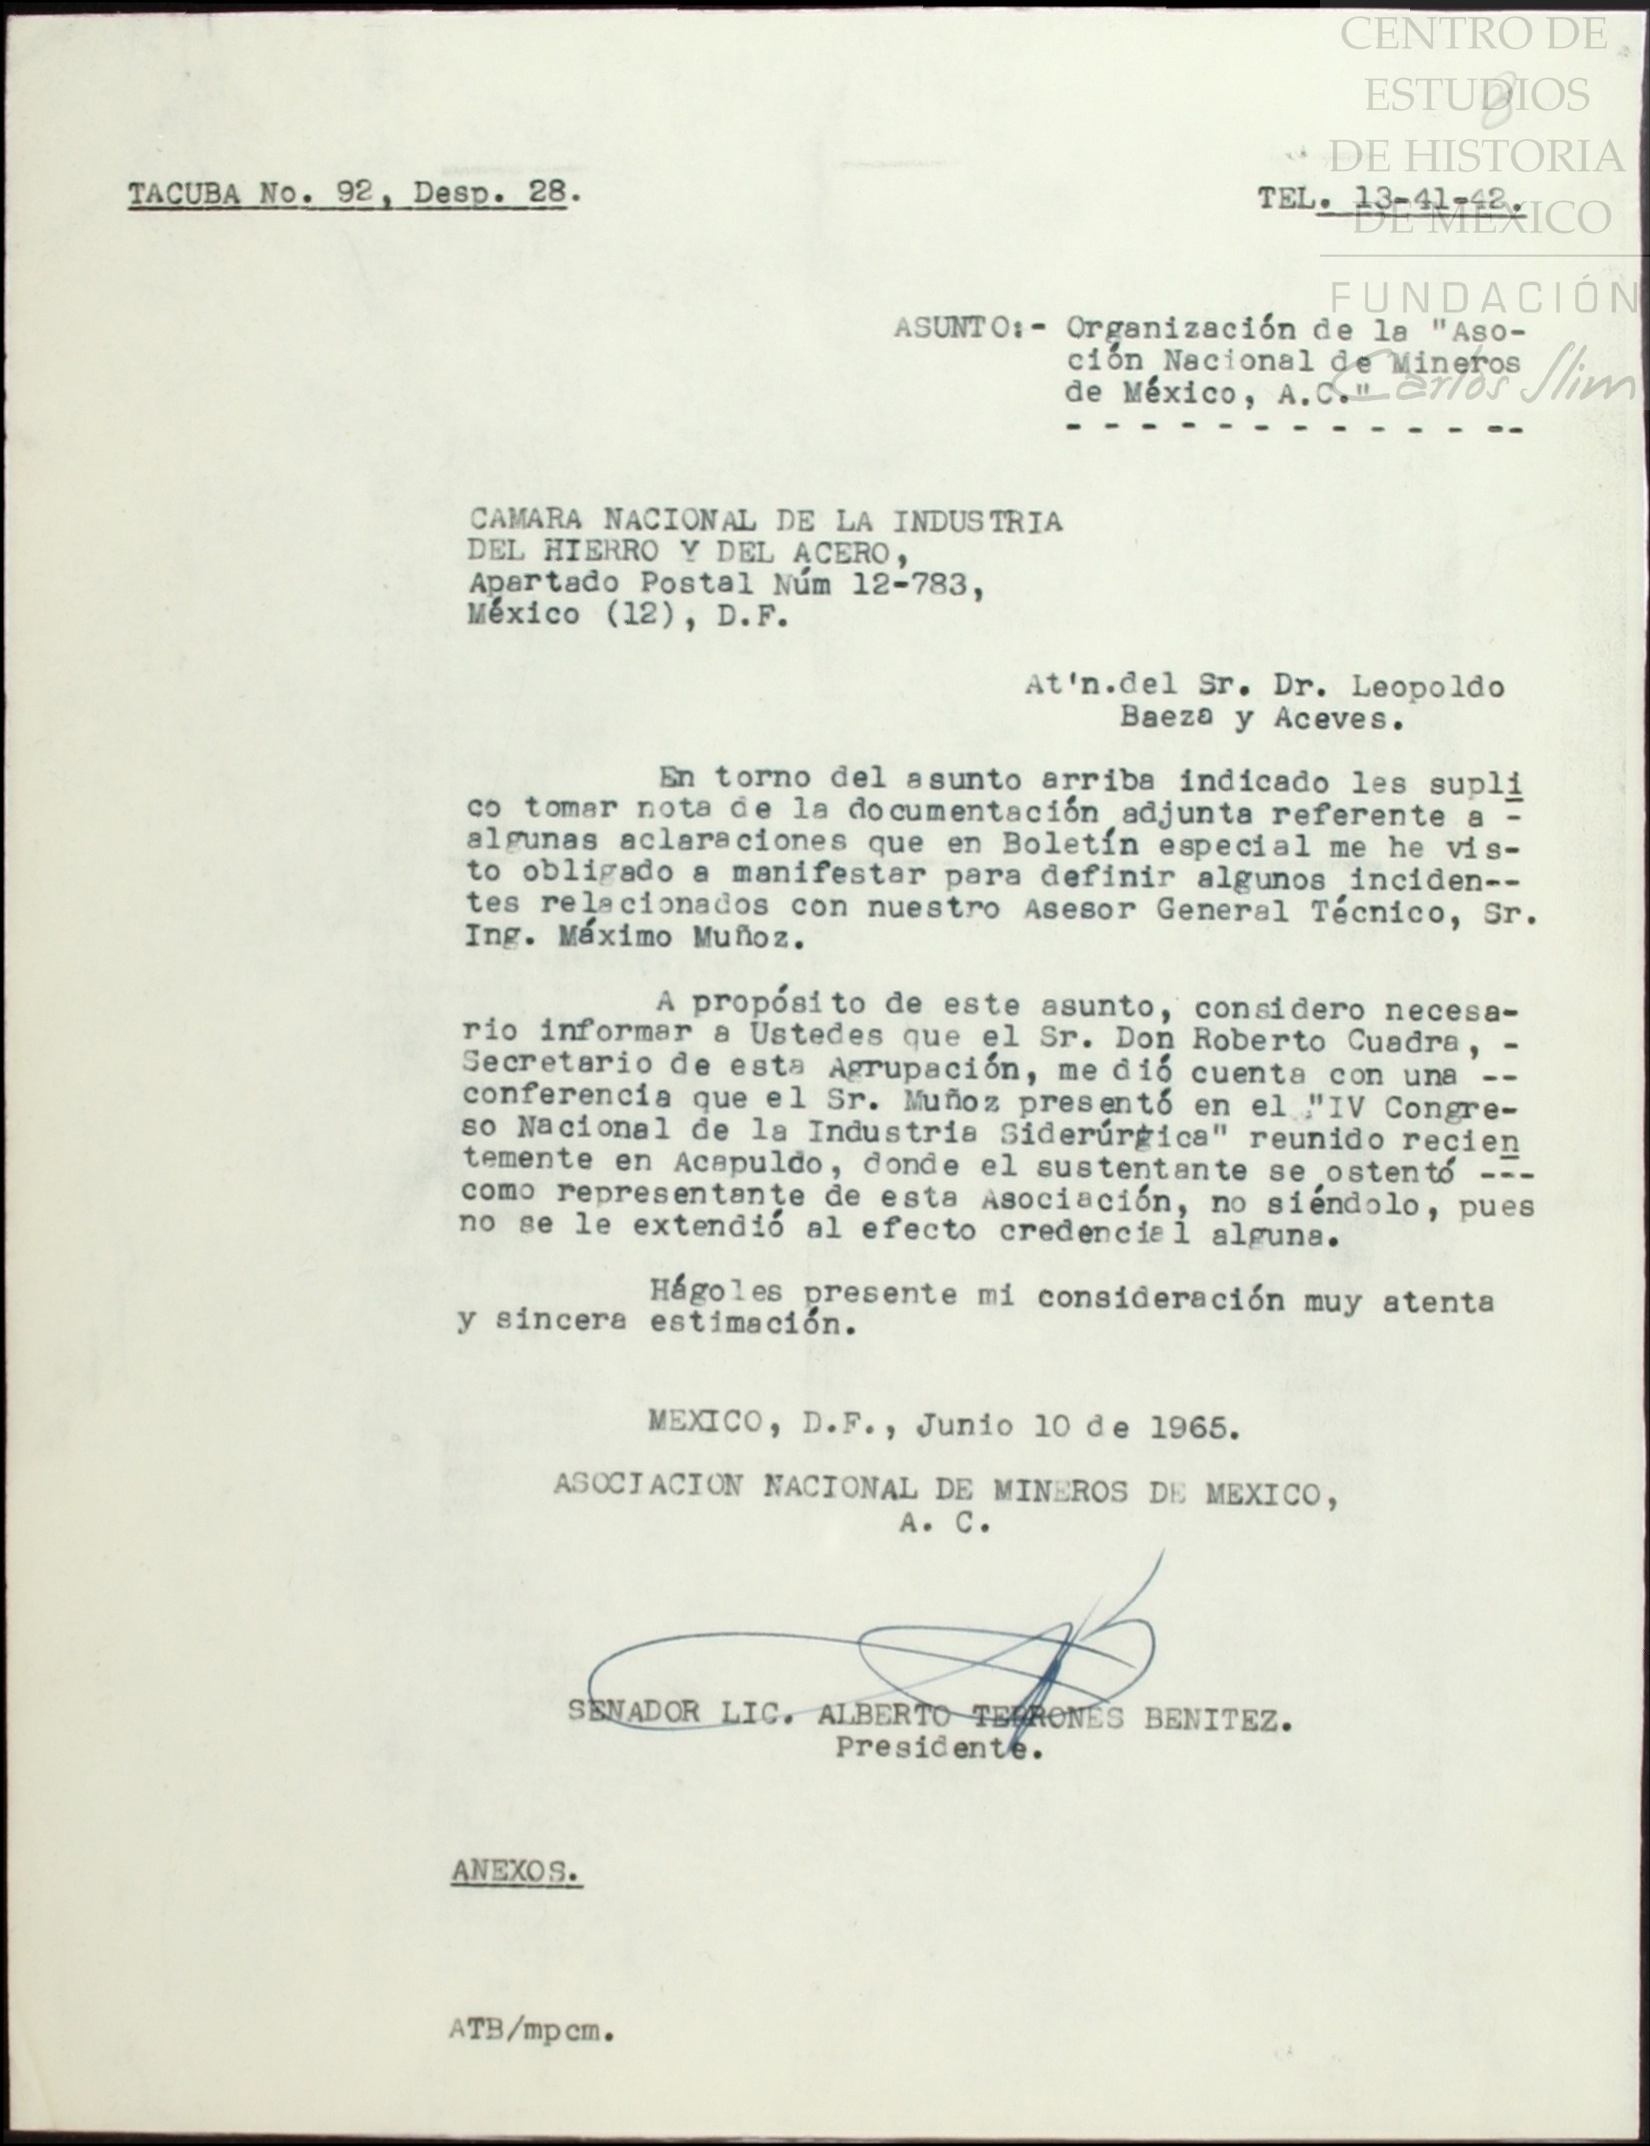 CENTRO DE
ESTUDIOS
8
DE HISTORIA
DE MÉXICO
FUNDACIÓN
Carlos Slim
TACUBA No. 92, Desp. 28.
TEL. 13-41-42.
ASUNTO:- Organización de la "Aso-
ción Nacional de Mineros
de México, A.C."
- - - - - - - - - - - - --
CAMARA NACIONAL DE LA INDUSTRIA
DEL HIERRO Y DEL ACERO,
Apartado Postal Núm 12-783,
México (12), D.F.
At'n.del Sr. Dr. Leopoldo
Baeza y Aceves.
En torno del asunto arriba indicado les supli
co tomar nota de la documentación adjunta referente a -
algunas aclaraciones que en Boletín especial me he vis-
to obligado a manifestar para definir algunos inciden--
tes relacionados con nuestro Asesor General Técnico, Sr.
Ing. Máximo Muñoz.
A propósito de este asunto, considero necesa-
rio informar a Ustedes que el Sr. Don Roberto Cuadra, -
Secretario de esta Agrupación, me dió cuenta con una --
conferencia que el Sr. Muñoz presentó en el "IV Congre-
so Nacional de la Industria Siderúrgica" reunido recien
temente en Acapuldo, donde el sustentante se ostentó ---
como representante de esta Asociación, no siéndolo, pues
no se le extendió al efecto credencial alguna.
Hágoles presente mi consideración muy atenta
y sincera estimación.
MEXICO, D.F., Junio 10 de 1965.
ASOCIACION NACIONAL DE MINEROS DE MEXICO,
A. C.
SENADOR LIC. ALBERTO TERRONES BENITEZ.
Presidente.
ANEXOS.
ATB/mpcm.